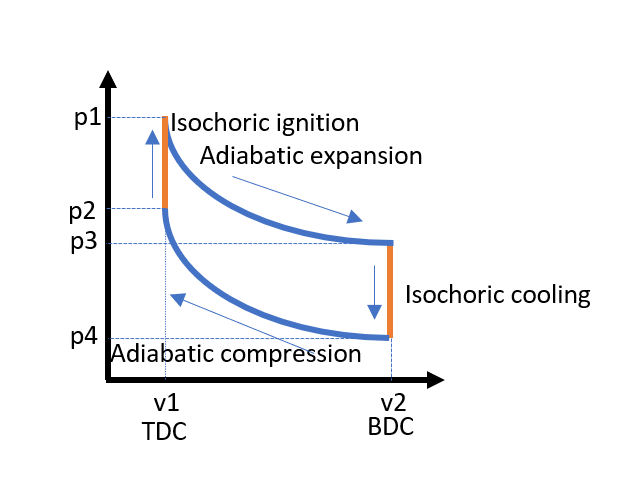 p1
Isochoric ignition
Adiabatic expansion
p2
p3
Isochoric cooling
p4
Adiabatic compression
v1
v2
TDC
BDC